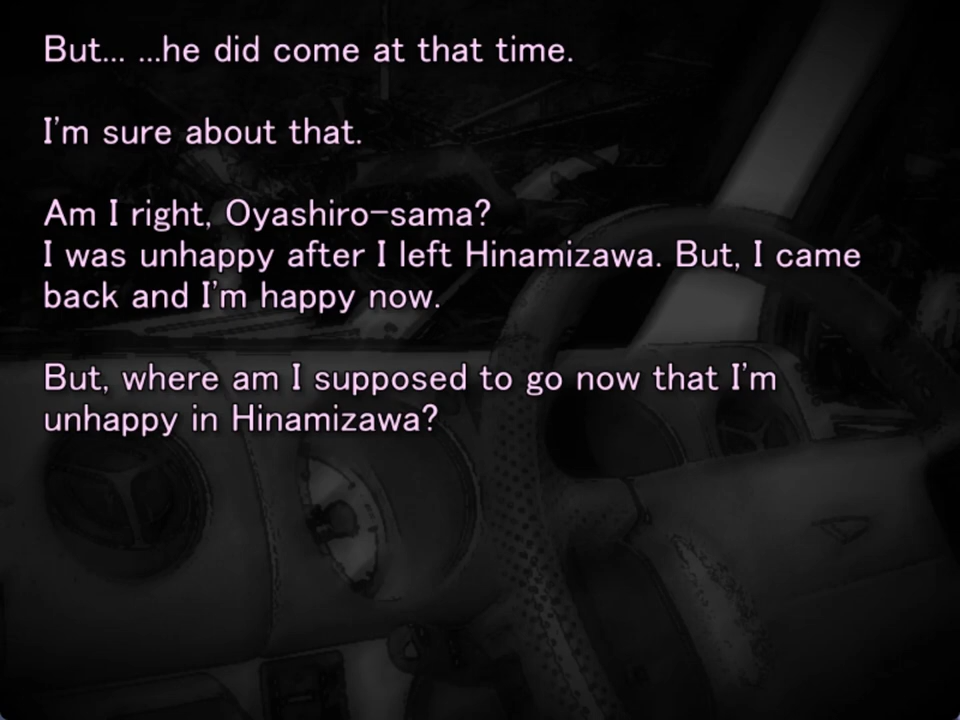 But... ...he did come at that time.
I'm sure about that.
Am I right, Oyashiro-sama?
I was unhappy after I left Hinamizawa. But, I came
back and I'm happy now.
But, where am I supposed to go now that I'm
unhappy in Hinamizawa?